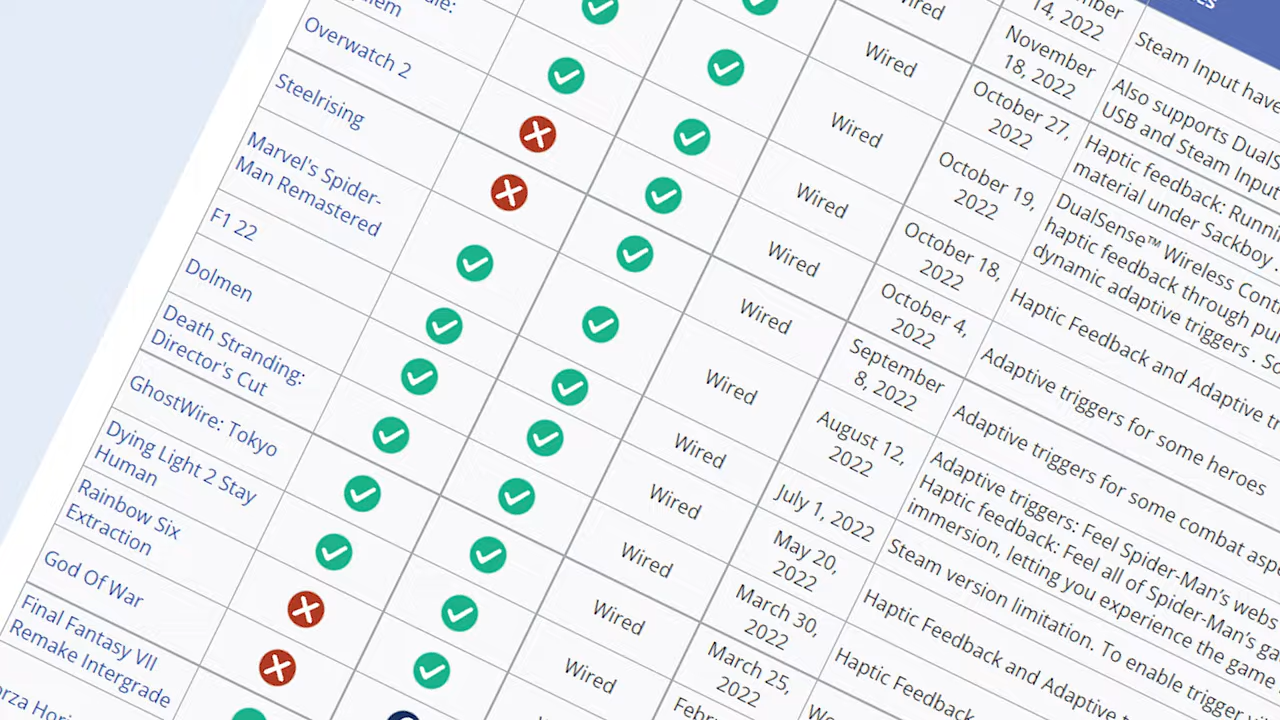 14, 2022
Steam Input have
Wired
November
18, 2022
Also supports DualS
USB and Steam Input
Wired
October 27,
2022
Haptic feedback: Runnin
material under Sackboy .
Wired
October 19,
2022
DualSense™ Wireless Cont
haptic feedback through pu
dynamic adaptive triggers . So
Wired
October 18,
2022
Haptic Feedback and Adaptive t
Overwatch 2
Wired
October 4,
2022
Adaptive triggers for some heroes
Steelrising
Wired
September
8, 2022
Adaptive triggers for some combat aspe
Marvel's Spider-
Man Remastered
Wired
August 12,
2022
Adaptive triggers: Feel Spider-Man's webs
Haptic feedback: Feel all of Spider-Man's ga
immersion, letting you experience the game
F1 22
Wired
July 1, 2022
Steam version limitation. To enable trigger vi
Dolmen
Wired
May 20,
2022
Haptic Feedback and Adaptive t
Death Stranding:
Director's Cut
Wired
March 30,
2022
Haptic Feedback
GhostWire: Tokyo
Wired
March 25,
2022
Dying Light 2 Stay
Human
Wired
Febru
Rainbow Six
Extraction
God Of War
Final Fantasy VII
Remake Intergrade